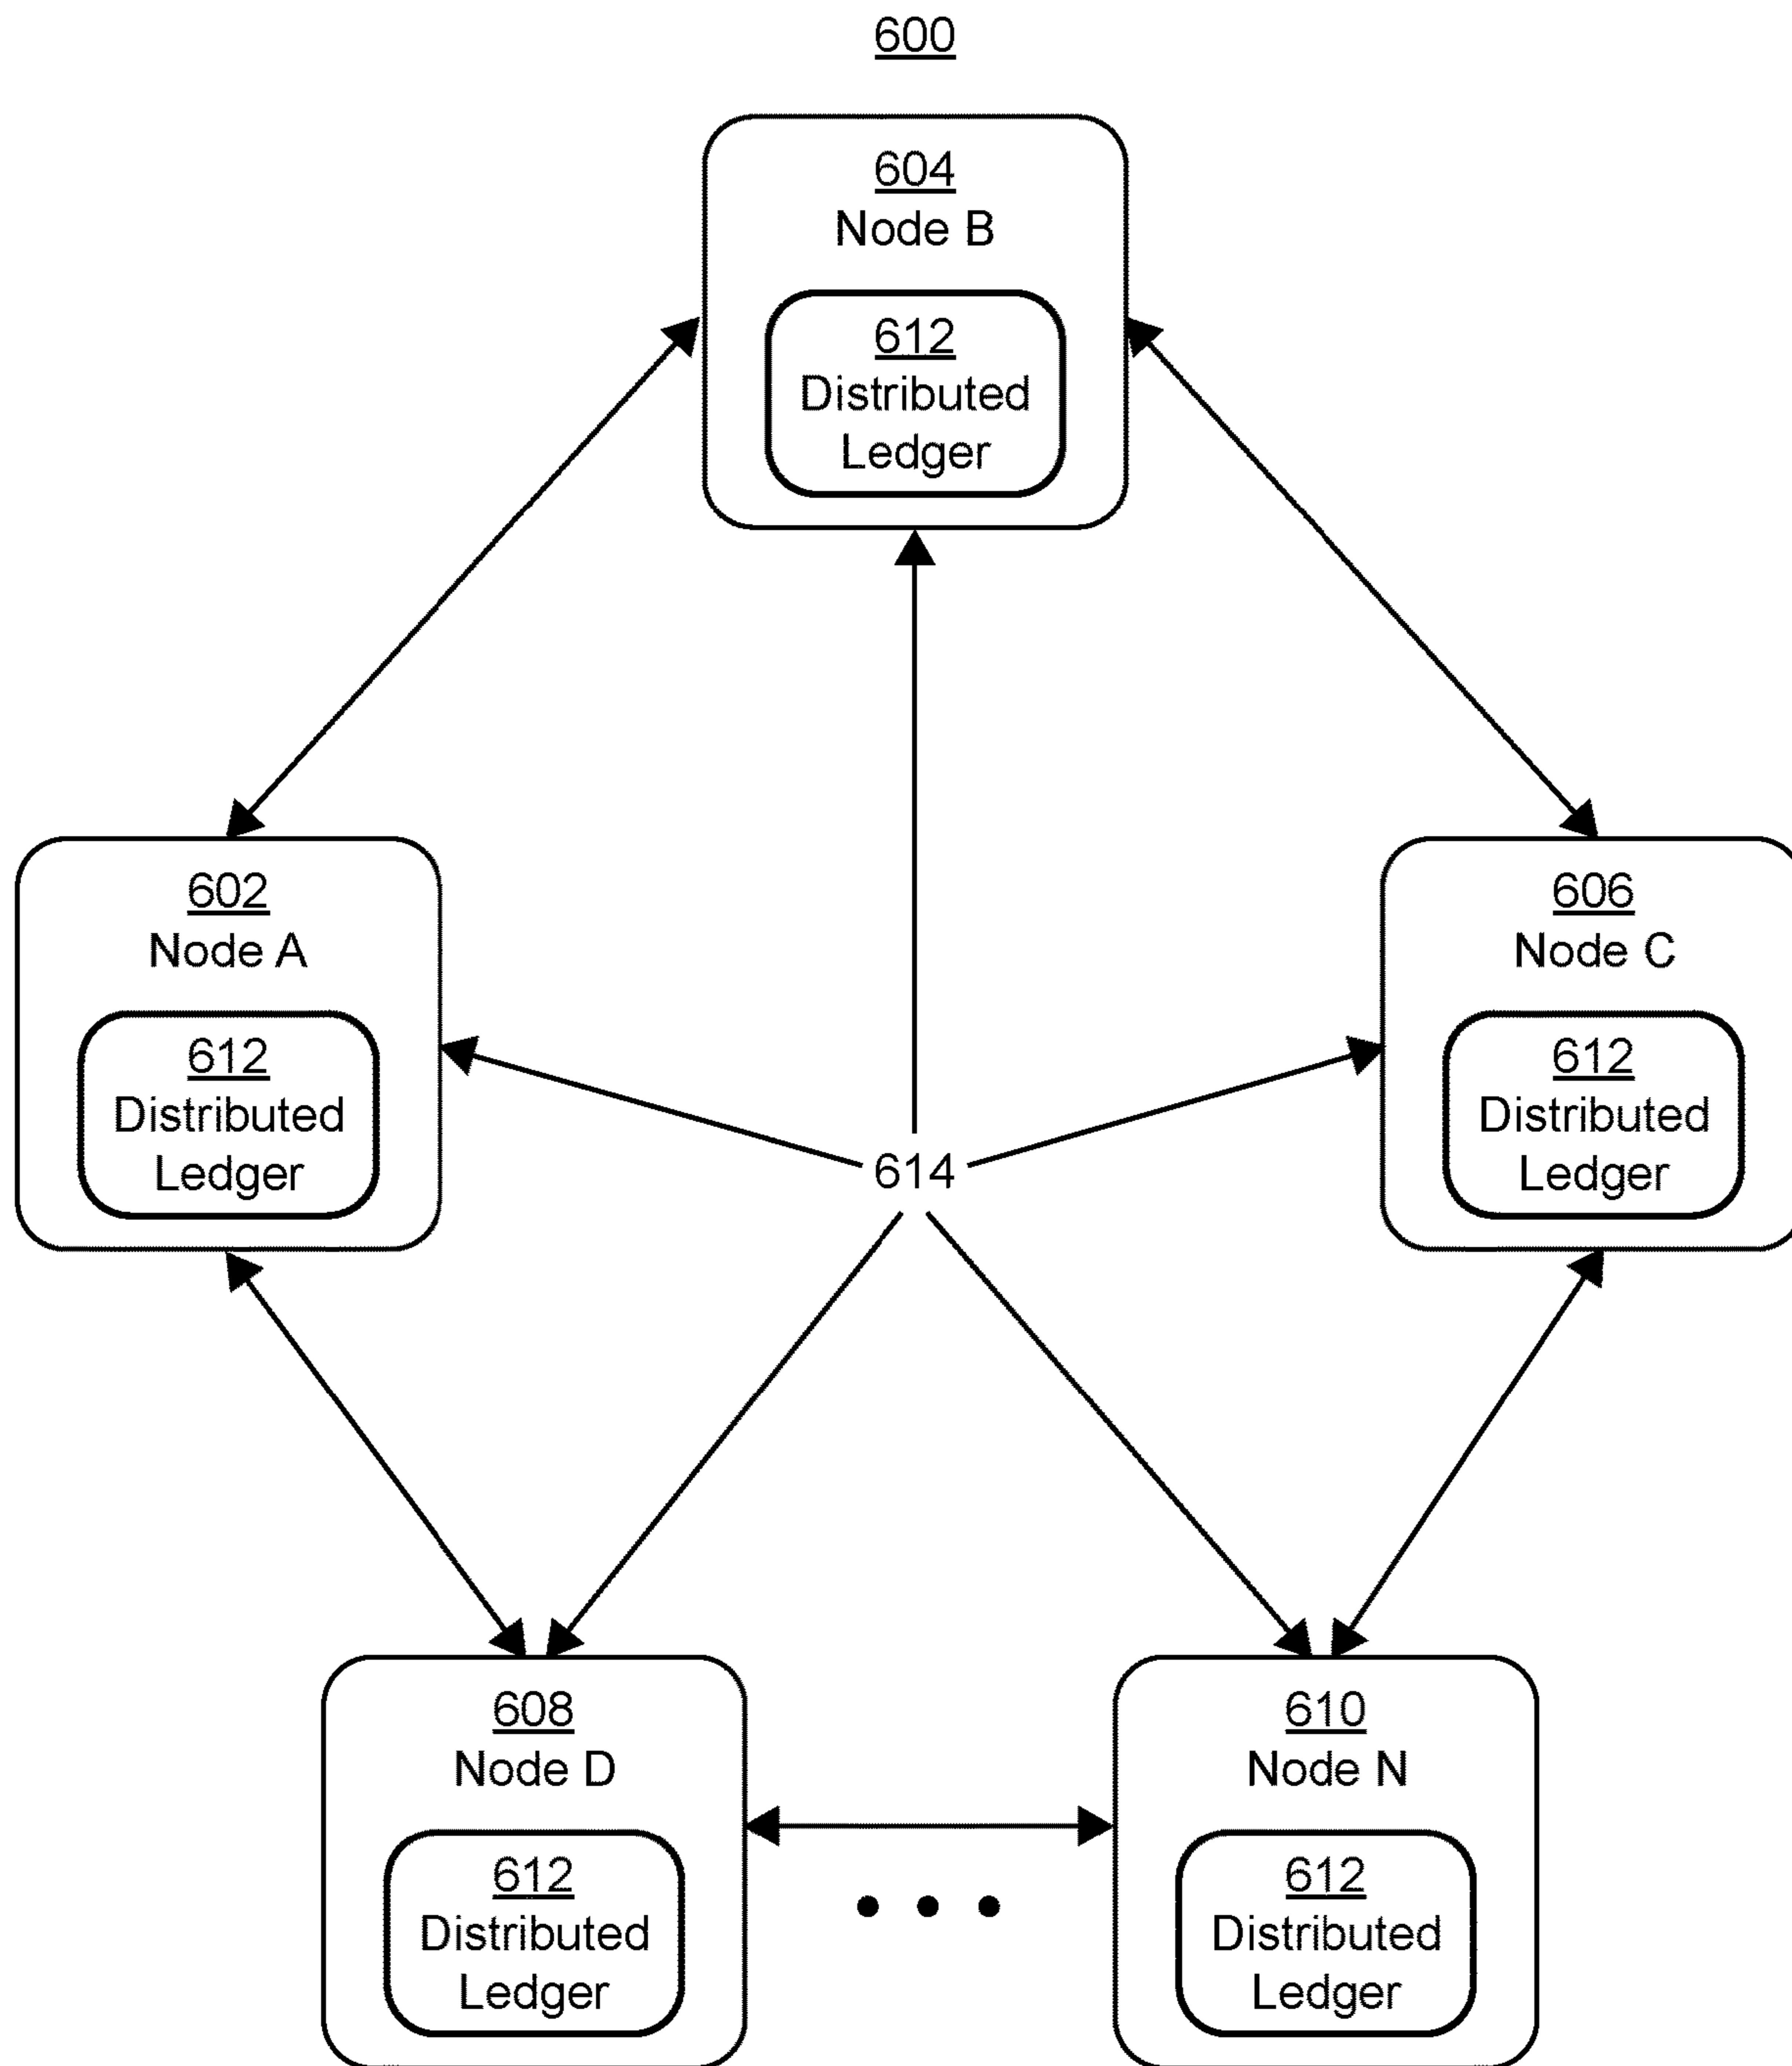 600
604
Node B
612
Distributed
Ledger
602
Node A
612
Distributed
Ledger
606
Node C
612
Distributed
Ledger
614
608
Node D
612
Distributed
Ledger
610
Node N
612
Distributed
Ledger